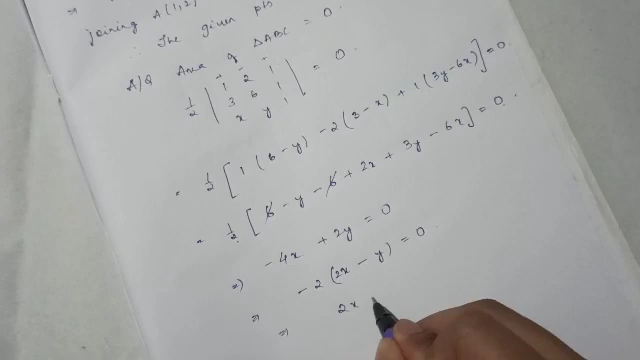 ⇒
joining A(1,2)
∴ The given pts
A/Q Area of ΔABC = 0.
1/2 | 1 2 1 | = 0.
| 3 6 1 |
| x y 1 |
= 1/2 [ 1 (6 - y) - 2 (3 - x) + 1 (3y - 6x) ] = 0.
= 1/2 [ 6 - y - 6 + 2x + 3y - 6x ] = 0.
⇒ - 4x + 2y = 0
⇒ - 2 (2x - y) = 0.
⇒ 2x